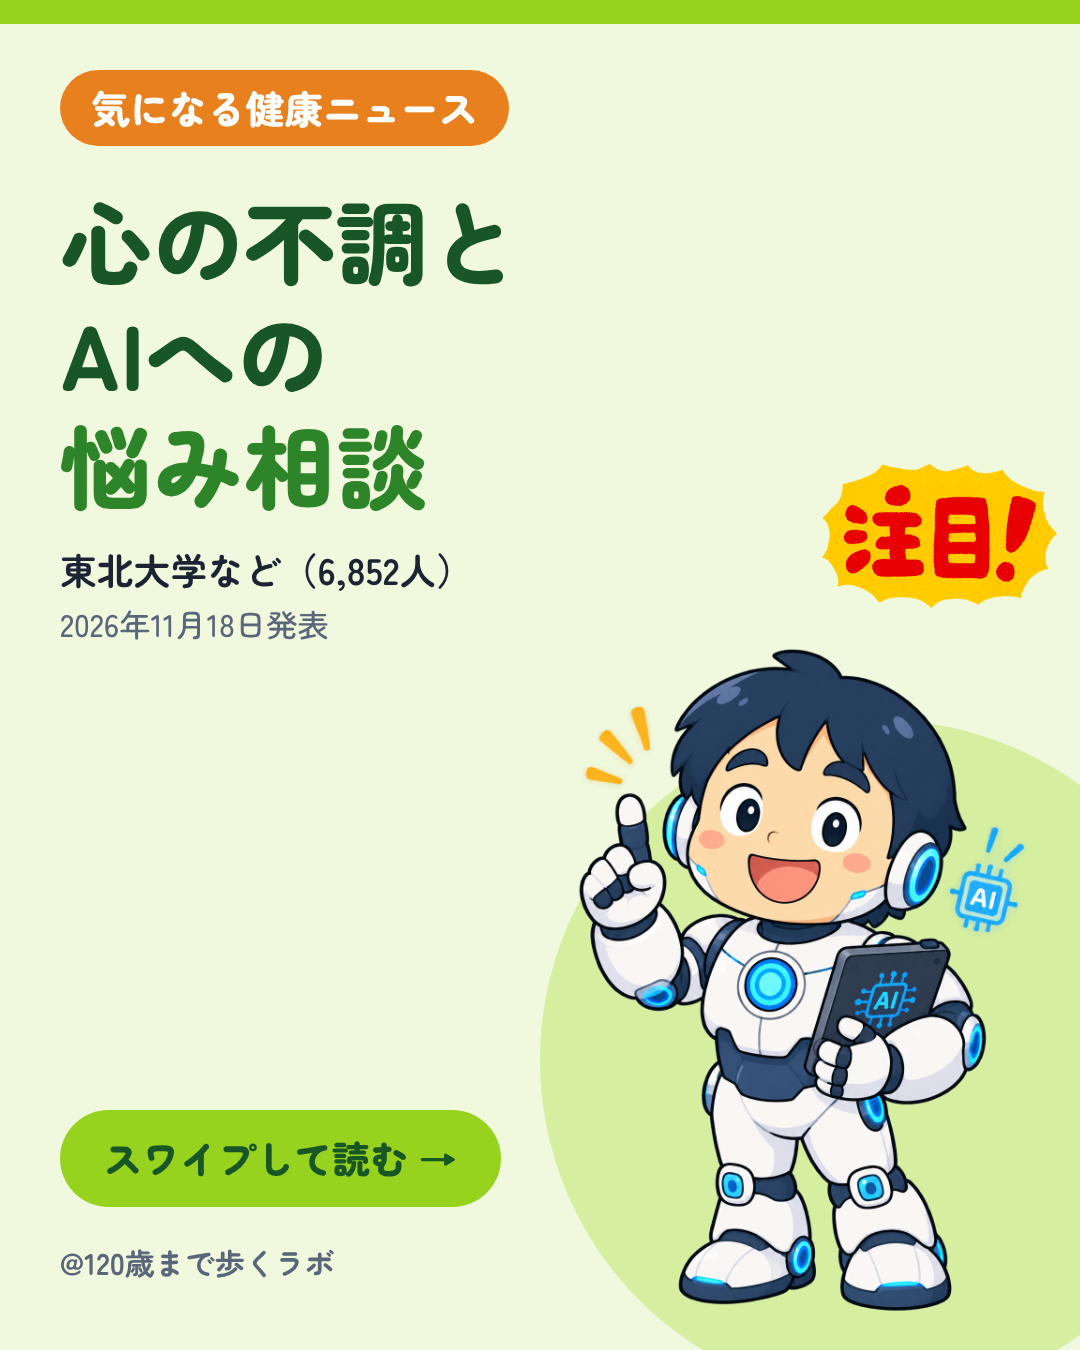 気になる健康ニュース
心の不調と
AIへの
悩み相談
東北大学など（6,852人）
2026年11月18日発表
注目!
AI
AI
スワイプして読む →
@120歳まで歩くラボ